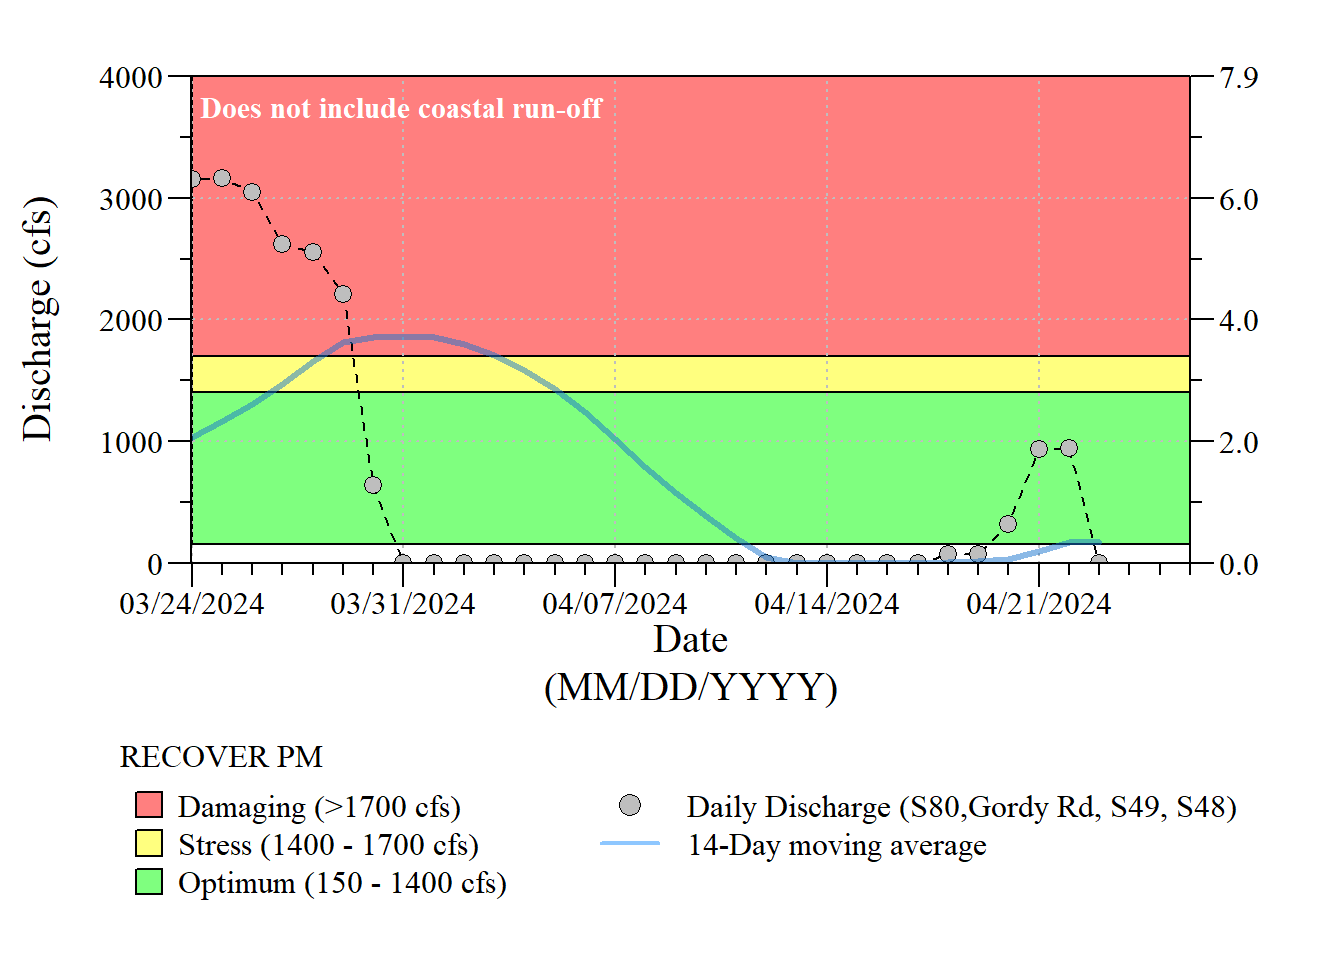 4000
7.9
Does not include coastal run-off
3000
6.0
Discharge (cfs)
2000
4.0
1000
2.0
0
0.0
03/24/2024 03/31/2024 04/07/2024 04/14/2024 04/21/2024
Date
(MM/DD/YYYY)
RECOVER PM
Damaging (>1700 cfs)
Stress (1400 - 1700 cfs)
Optimum (150 - 1400 cfs)
Daily Discharge (S80,Gordy Rd, S49, S48)
14-Day moving average